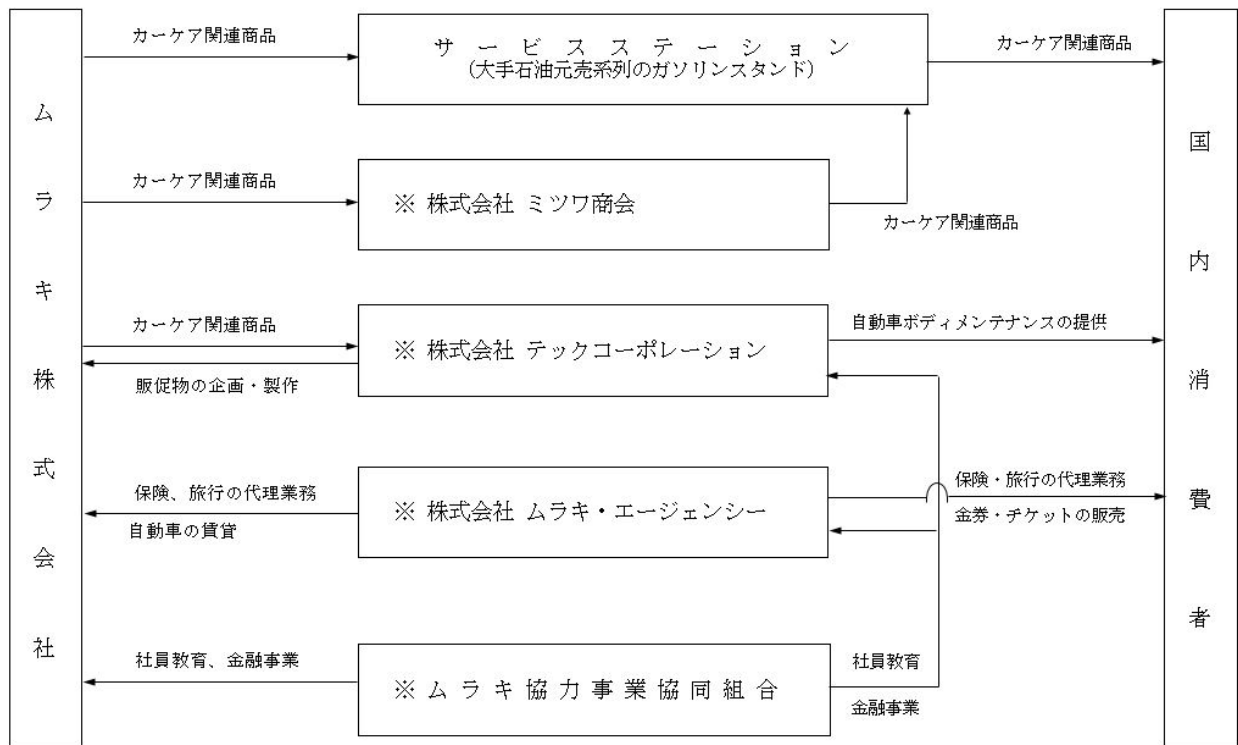 ムラキ株式会社
カーケア関連商品
サービスステーション
(大手石油元売系列のガソリンスタンド)
カーケア関連商品
カーケア関連商品
※ 株式会社 ミツワ商会
カーケア関連商品
カーケア関連商品
販促物の企画・製作
※ 株式会社 テックコーポレーション
自動車ボディメンテナンスの提供
保険、旅行の代理業務
自動車の賃貸
※ 株式会社 ムラキ・エージェンシー
保険・旅行の代理業務
金券・チケットの販売
社員教育、金融事業
※ ムラキ協力事業協同組合
社員教育
金融事業
国内消費者